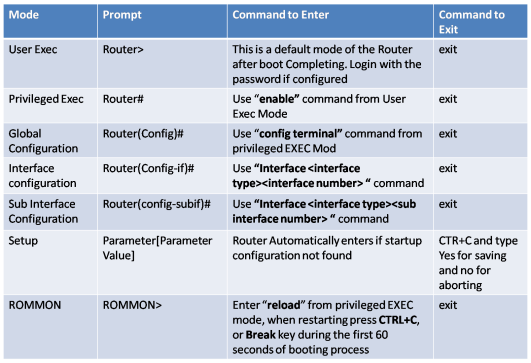 Mode Prompt Command to Enter Command to
Exit
User Exec Router> This is a default mode of the Router exit
after boot Completing. Login with the
password if configured
Privileged Exec Router# Use “enable” command from User exit
Exec Mode
Global Router(Config)# Use “config terminal” command from exit
Configuration privileged EXEC Mod
Interface Router(Config-if)# Use “Interface <interface exit
configuration type><interface number> “ command
Sub Interface Router(config-subif)# Use “Interface <interface type><sub exit
Configuration interface number> “ command
Setup Parameter[Parameter Router Automatically enters if startup CTR+C and type
Value] configuration not found Yes for saving
and no for
aborting
ROMMON ROMMON> Enter “reload” from privileged EXEC exit
mode, when restarting press CTRL+C,
or Break key during the first 60
seconds of booting process